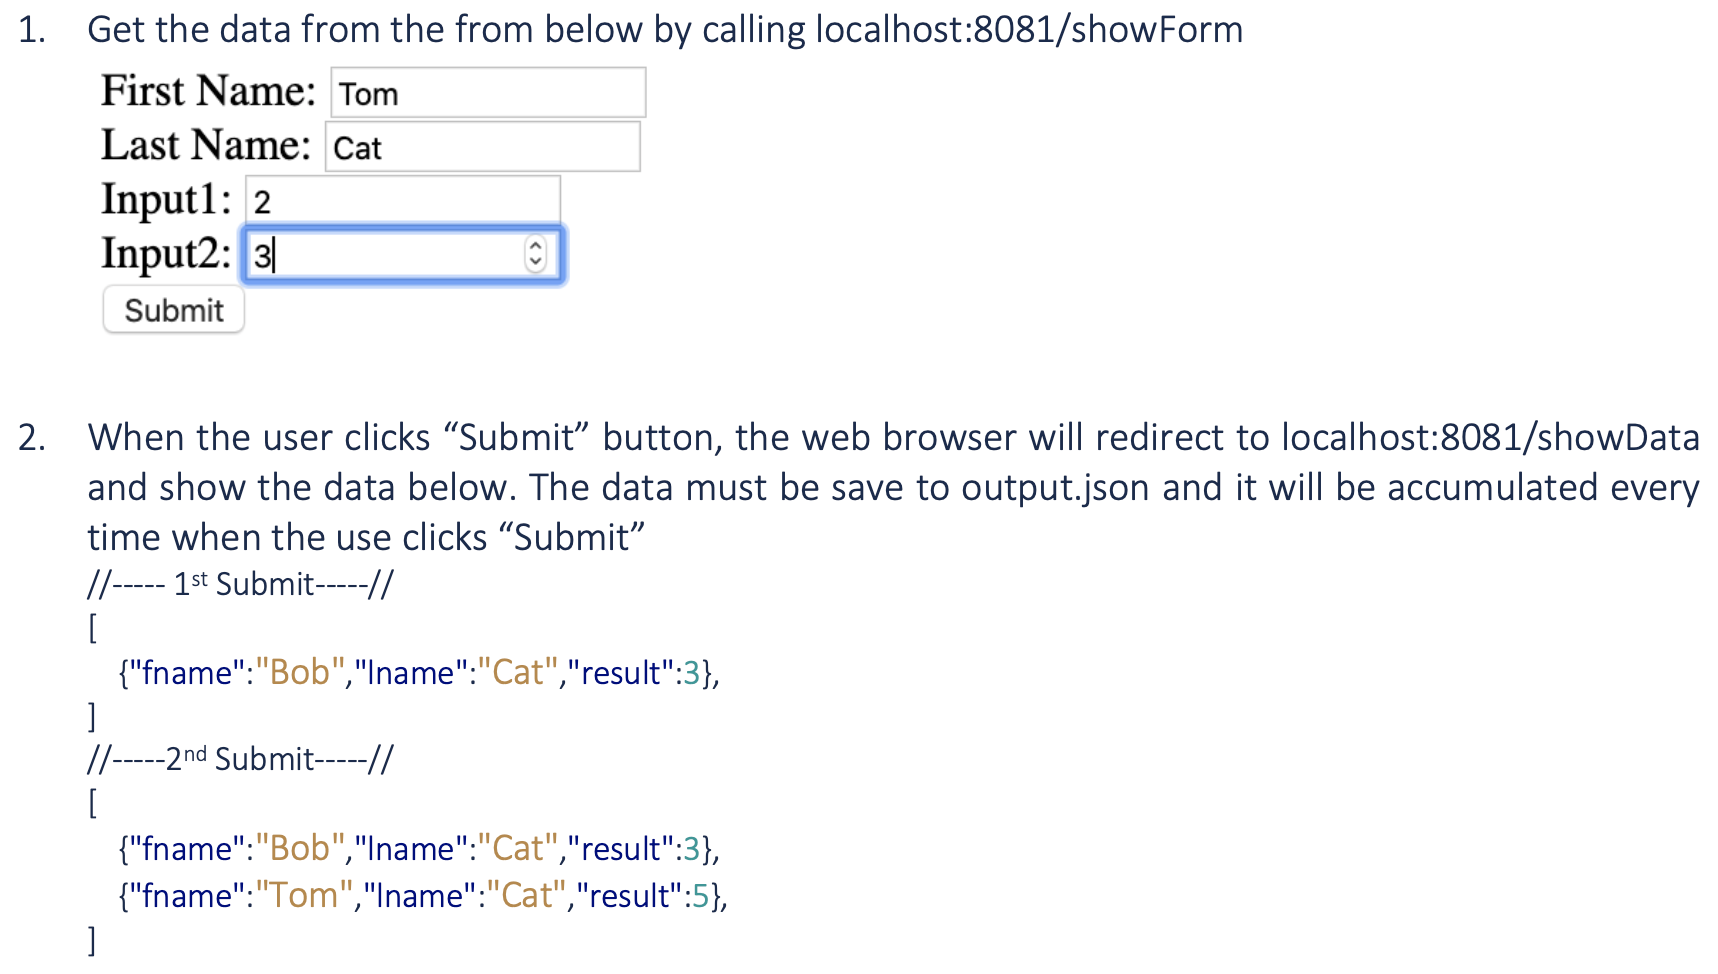 1. Get the data from the from below by calling localhost:8081/showForm
First Name: Tom
Last Name: Cat
Input1: 2
Input2: 3
Submit
2. When the user clicks “Submit” button, the web browser will redirect to localhost:8081/showData
and show the data below. The data must be save to output.json and it will be accumulated every
time when the use clicks “Submit”
//----- 1st Submit-----//
[
{"fname":"Bob","lname":"Cat","result":3},
]
//-----2nd Submit-----//
[
{"fname":"Bob","lname":"Cat","result":3},
{"fname":"Tom","lname":"Cat","result":5},
]